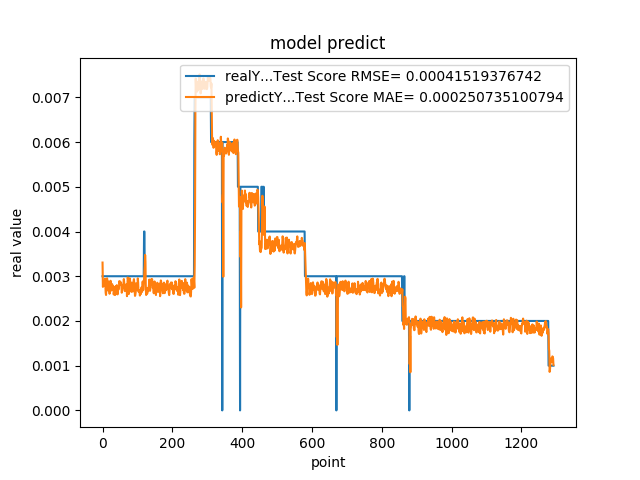 model predict
realY...Test Score RMSE= 0.00041519376742
predictY...Test Score MAE= 0.000250735100794
0.007
0.006
0.005
0.004
0.003
0.002
0.001
0.000
real value
0 200 400 600 800 1000 1200
point